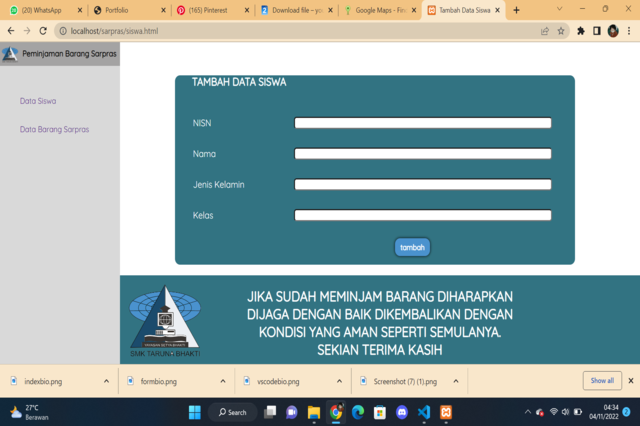 (20) WhatsApp
Portfolio
(165) Pinterest
Download file – yo
Google Maps - Fin
Tambah Data Siswa
localhost/sarpras/siswa.html
Peminjaman Barang Sarpras
Data Siswa
Data Barang Sarpras
TAMBAH DATA SISWA
NISN
Nama
Jenis Kelamin
Kelas
tambah
SMK TARUNA BHAKTI
JIKA SUDAH MEMINJAM BARANG DIHARAPKAN
DIJAGA DENGAN BAIK DIKEMBALIKAN DENGAN
KONDISI YANG AMAN SEPERTI SEMULANYA.
SEKIAN TERIMA KASIH
indexbio.png
formbio.png
vscodebio.png
Screenshot (7) (1).png
Show all
27°C
Berawan
Search
04:34
04/11/2022
2